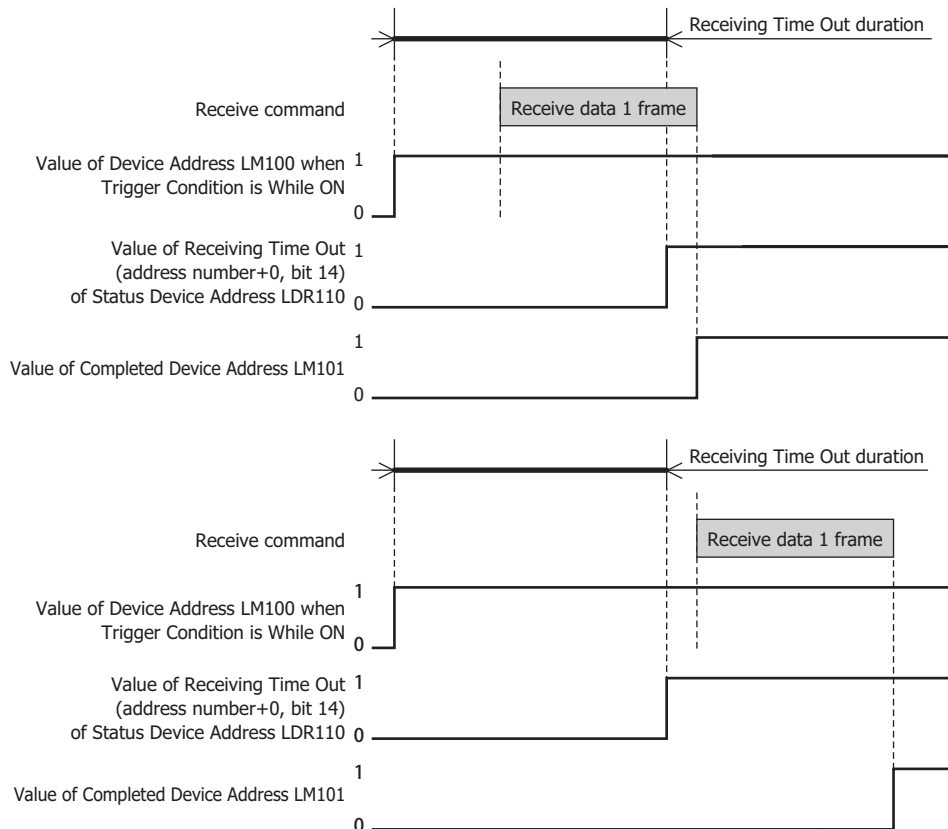 Receiving Time Out duration
Receive command
Receive data 1 frame
Value of Device Address LM100 when
Trigger Condition is While ON
1
0
Value of Receiving Time Out
(address number+0, bit 14)
of Status Device Address LDR110
1
0
Value of Completed Device Address LM101
1
0
Receiving Time Out duration
Receive command
Receive data 1 frame
Value of Device Address LM100 when
Trigger Condition is While ON
1
0
Value of Receiving Time Out
(address number+0, bit 14)
of Status Device Address LDR110
1
0
Value of Completed Device Address LM101
1
0